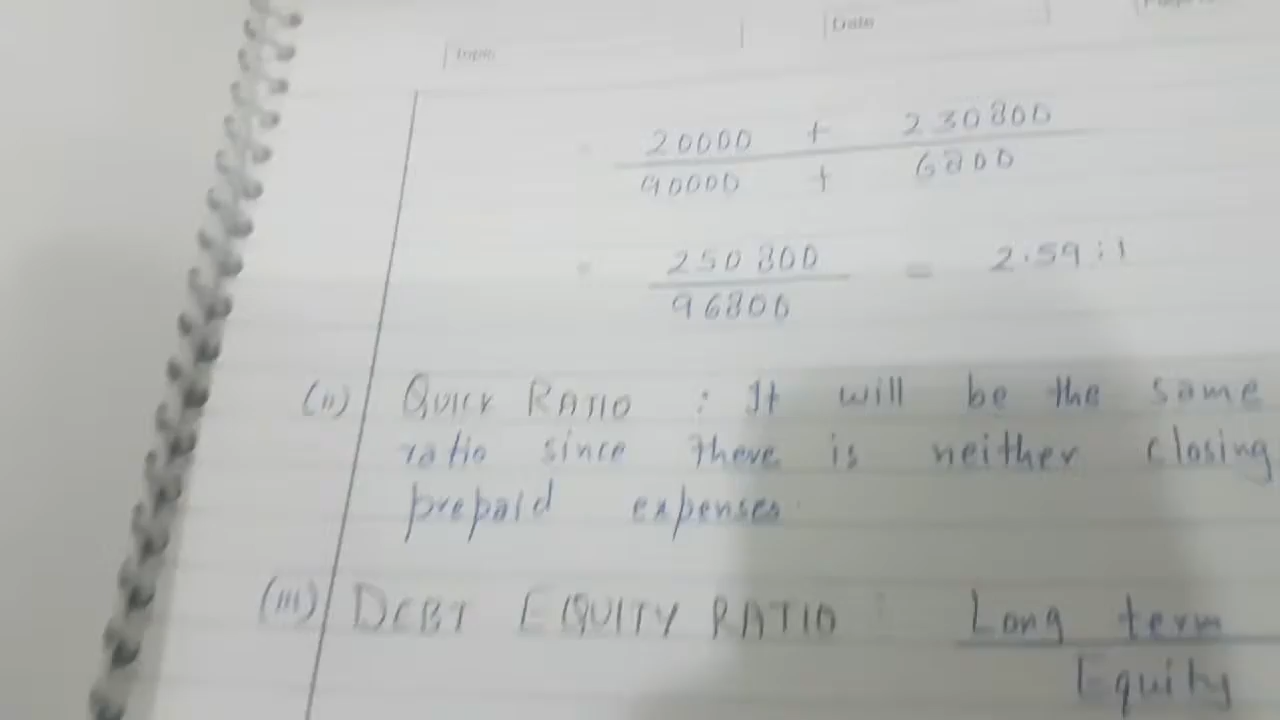 Date
20000 + 230800
90000 + 6800
= 250800 = 2.59:1
96800
(ii) QUICK RATIO : It will be the same
ratio since there is neither closing
prepaid expenses
(iii) DEBT EQUITY RATIO : Long term
Equity